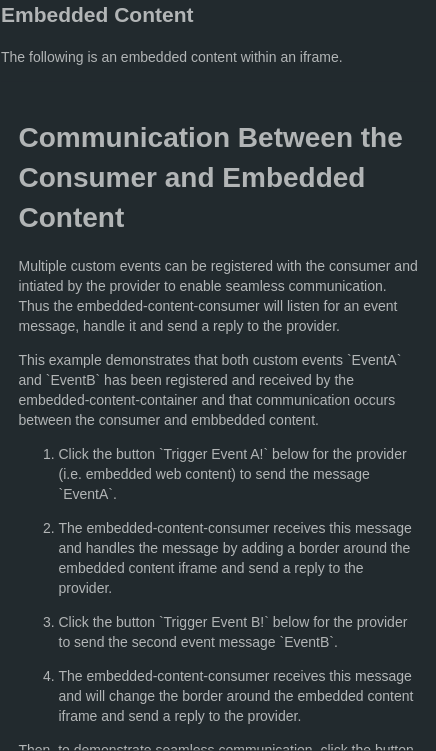 Embedded Content
The following is an embedded content within an iframe.
Communication Between the
Consumer and Embedded
Content
Multiple custom events can be registered with the consumer and
intiated by the provider to enable seamless communication.
Thus the embedded-content-consumer will listen for an event
message, handle it and send a reply to the provider.
This example demonstrates that both custom events `EventA`
and `EventB` has been registered and received by the
embedded-content-container and that communication occurs
between the consumer and embbedded content.
1. Click the button `Trigger Event A!` below for the provider
(i.e. embedded web content) to send the message
`EventA`.
2. The embedded-content-consumer receives this message
and handles the message by adding a border around the
embedded content iframe and send a reply to the
provider.
3. Click the button `Trigger Event B!` below for the provider
to send the second event message `EventB`.
4. The embedded-content-consumer receives this message
and will change the border around the embedded content
iframe and send a reply to the provider.
Then, to demonstrate seamless communication, click the button